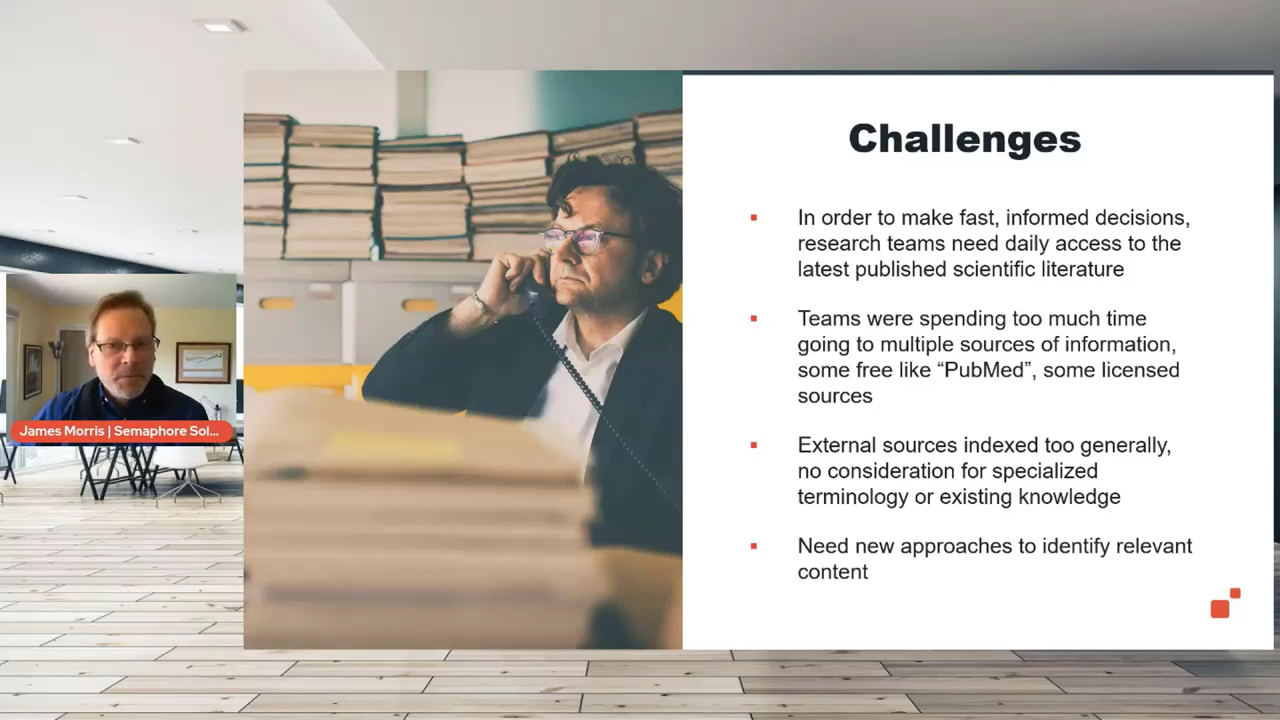 Challenges
In order to make fast, informed decisions,
research teams need daily access to the
latest published scientific literature
Teams were spending too much time
going to multiple sources of information,
some free like “PubMed”, some licensed
sources
External sources indexed too generally,
no consideration for specialized
terminology or existing knowledge
Need new approaches to identify relevant
content
James Morris | Semaphore Sol...